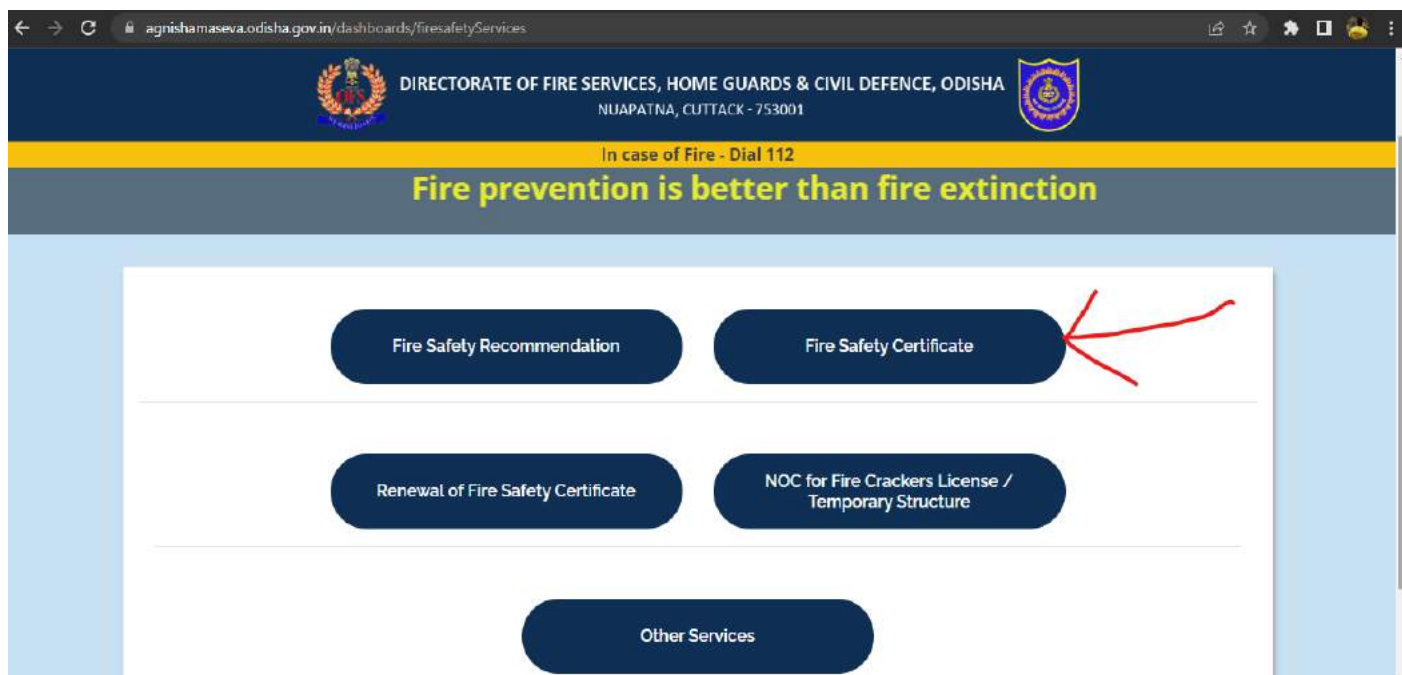 agnishamaseva.odisha.gov.in/dashboards/firesafetyServices
DIRECTORATE OF FIRE SERVICES, HOME GUARDS & CIVIL DEFENCE, ODISHA
NUAPATNA, CUTTACK - 753001
In case of Fire - Dial 112
Fire prevention is better than fire extinction
Fire Safety Recommendation
Fire Safety Certificate
Renewal of Fire Safety Certificate
NOC for Fire Crackers License /
Temporary Structure
Other Services